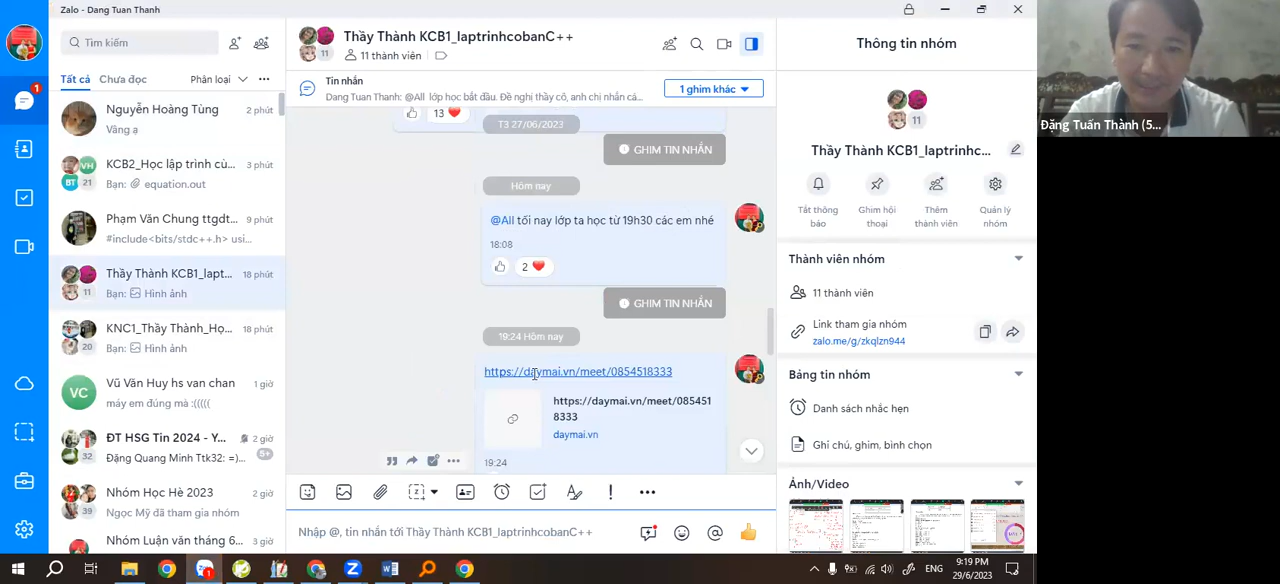 Zalo - Dang Tuan Thanh
Tìm kiếm
Tất cả
Chưa đọc
Phân loại
1
Nguyễn Hoàng Tùng
2 phút
Vâng ạ
KCB2_Học lập trình cù...
3 phút
VH
BT
21
Bạn: equation.out
Phạm Văn Chung ttgdt...
9 phút
#include<bits/stdc++.h> usi...
Thầy Thành KCB1_lapt...
18 phút
11
Bạn: Hình ảnh
KNC1_Thầy Thành_Họ...
18 phút
20
Bạn: Hình ảnh
Vũ Văn Huy hs van chan
1 giờ
VC
máy em đúng mà :(((((
ĐT HSG Tin 2024 - Y...
2 giờ
32
Đặng Quang Minh Ttk32: =)...
5+
Nhóm Học Hè 2023
2 giờ
39
Ngọc Mỹ đã tham gia nhóm
Nhóm Luận văn tháng 6...
3 giờ
Thầy Thành KCB1_laptrinhcobanC++
11
11 thành viên
Tin nhắn
Dang Tuan Thanh: @All lớp học bắt đầu. Đề nghị thầy cô, anh chị nhắn cá...
1 ghim khác
13
T3 27/06/2023
GHIM TIN NHẮN
Hôm nay
@All tối nay lớp ta học từ 19h30 các em nhé
18:08
2
GHIM TIN NHẮN
19:24 Hôm nay
https://daymai.vn/meet/0854518333
https://daymai.vn/meet/085451
8333
daymai.vn
19:24
Nhập @, tin nhắn tới Thầy Thành KCB1_laptrinhcobanC++
Thông tin nhóm
11
Thầy Thành KCB1_laptrinhc...
Tắt thông
báo
Ghim hội
thoại
Thêm
thành viên
Quản lý
nhóm
Thành viên nhóm
11 thành viên
Link tham gia nhóm
zalo.me/g/zkqlzn944
Bảng tin nhóm
Danh sách nhắc hẹn
Ghi chú, ghim, bình chọn
Ảnh/Video
Đặng Tuấn Thành (5...
ENG
9:19 PM
29/6/2023